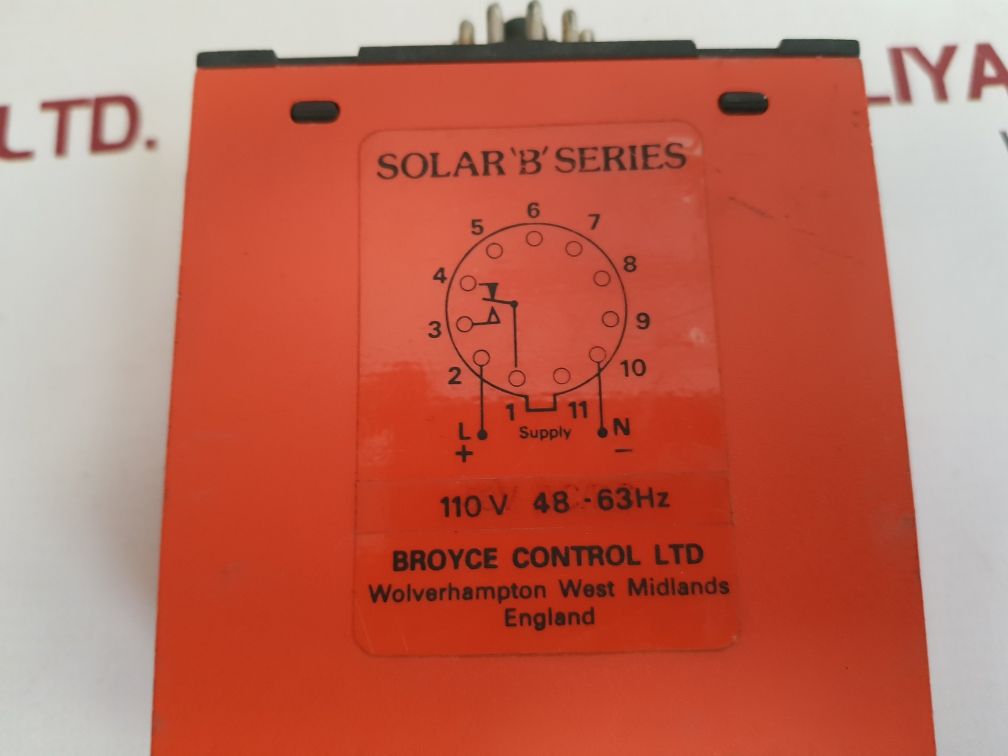 LTD.
LIYA
SOLAR 'B' SERIES
6
5 7
4 8
3 9
2 10
1 11
L Supply N
+ −
110V 48 - 63Hz
BROYCE CONTROL LTD
Wolverhampton West Midlands
England